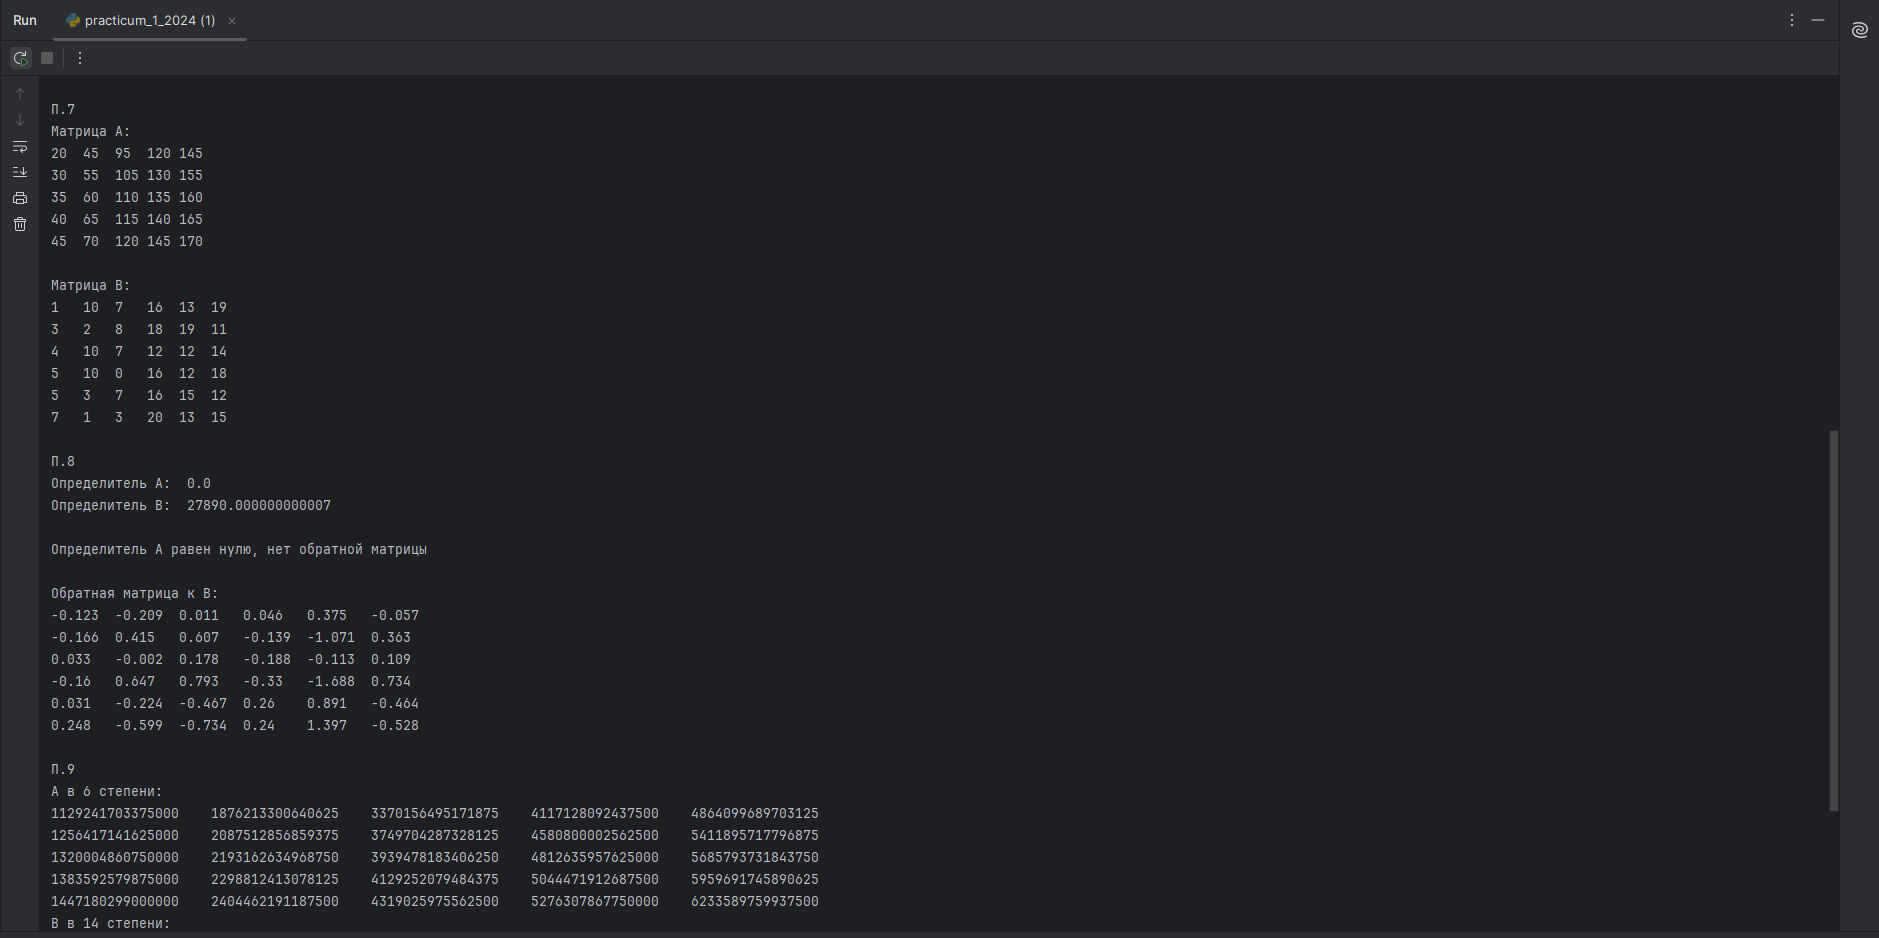 Run practicum_1_2024 (1)
П.7
Матрица А:
20 45 95 120 145
30 55 105 130 155
35 60 110 135 160
40 65 115 140 165
45 70 120 145 170
Матрица В:
1 10 7 16 13 19
3 2 8 18 19 11
4 10 7 12 12 14
5 10 0 16 12 18
5 3 7 16 15 12
7 1 3 20 13 15
П.8
Определитель А: 0.0
Определитель В: 27890.000000000007
Определитель А равен нулю, нет обратной матрицы
Обратная матрица к В:
-0.123 -0.209 0.011 0.046 0.375 -0.057
-0.166 0.415 0.607 -0.139 -1.071 0.363
0.033 -0.002 0.178 -0.188 -0.113 0.109
-0.16 0.647 0.793 -0.33 -1.688 0.734
0.031 -0.224 -0.467 0.26 0.891 -0.464
0.248 -0.599 -0.734 0.24 1.397 -0.528
П.9
А в 6 степени:
1129241703375000 1876213300640625 3370156495171875 4117128092437500 4864099689703125
1256417141625000 2087512856859375 3749704287328125 4580800002562500 5411895717796875
1320004860750000 2193162634968750 3939478183406250 4812635957625000 5685793731843750
1383592579875000 2298812413078125 4129252079484375 5044471912687500 5959691745890625
1447180299000000 2404462191187500 4319025975562500 5276307867750000 6233589759937500
В в 14 степени: